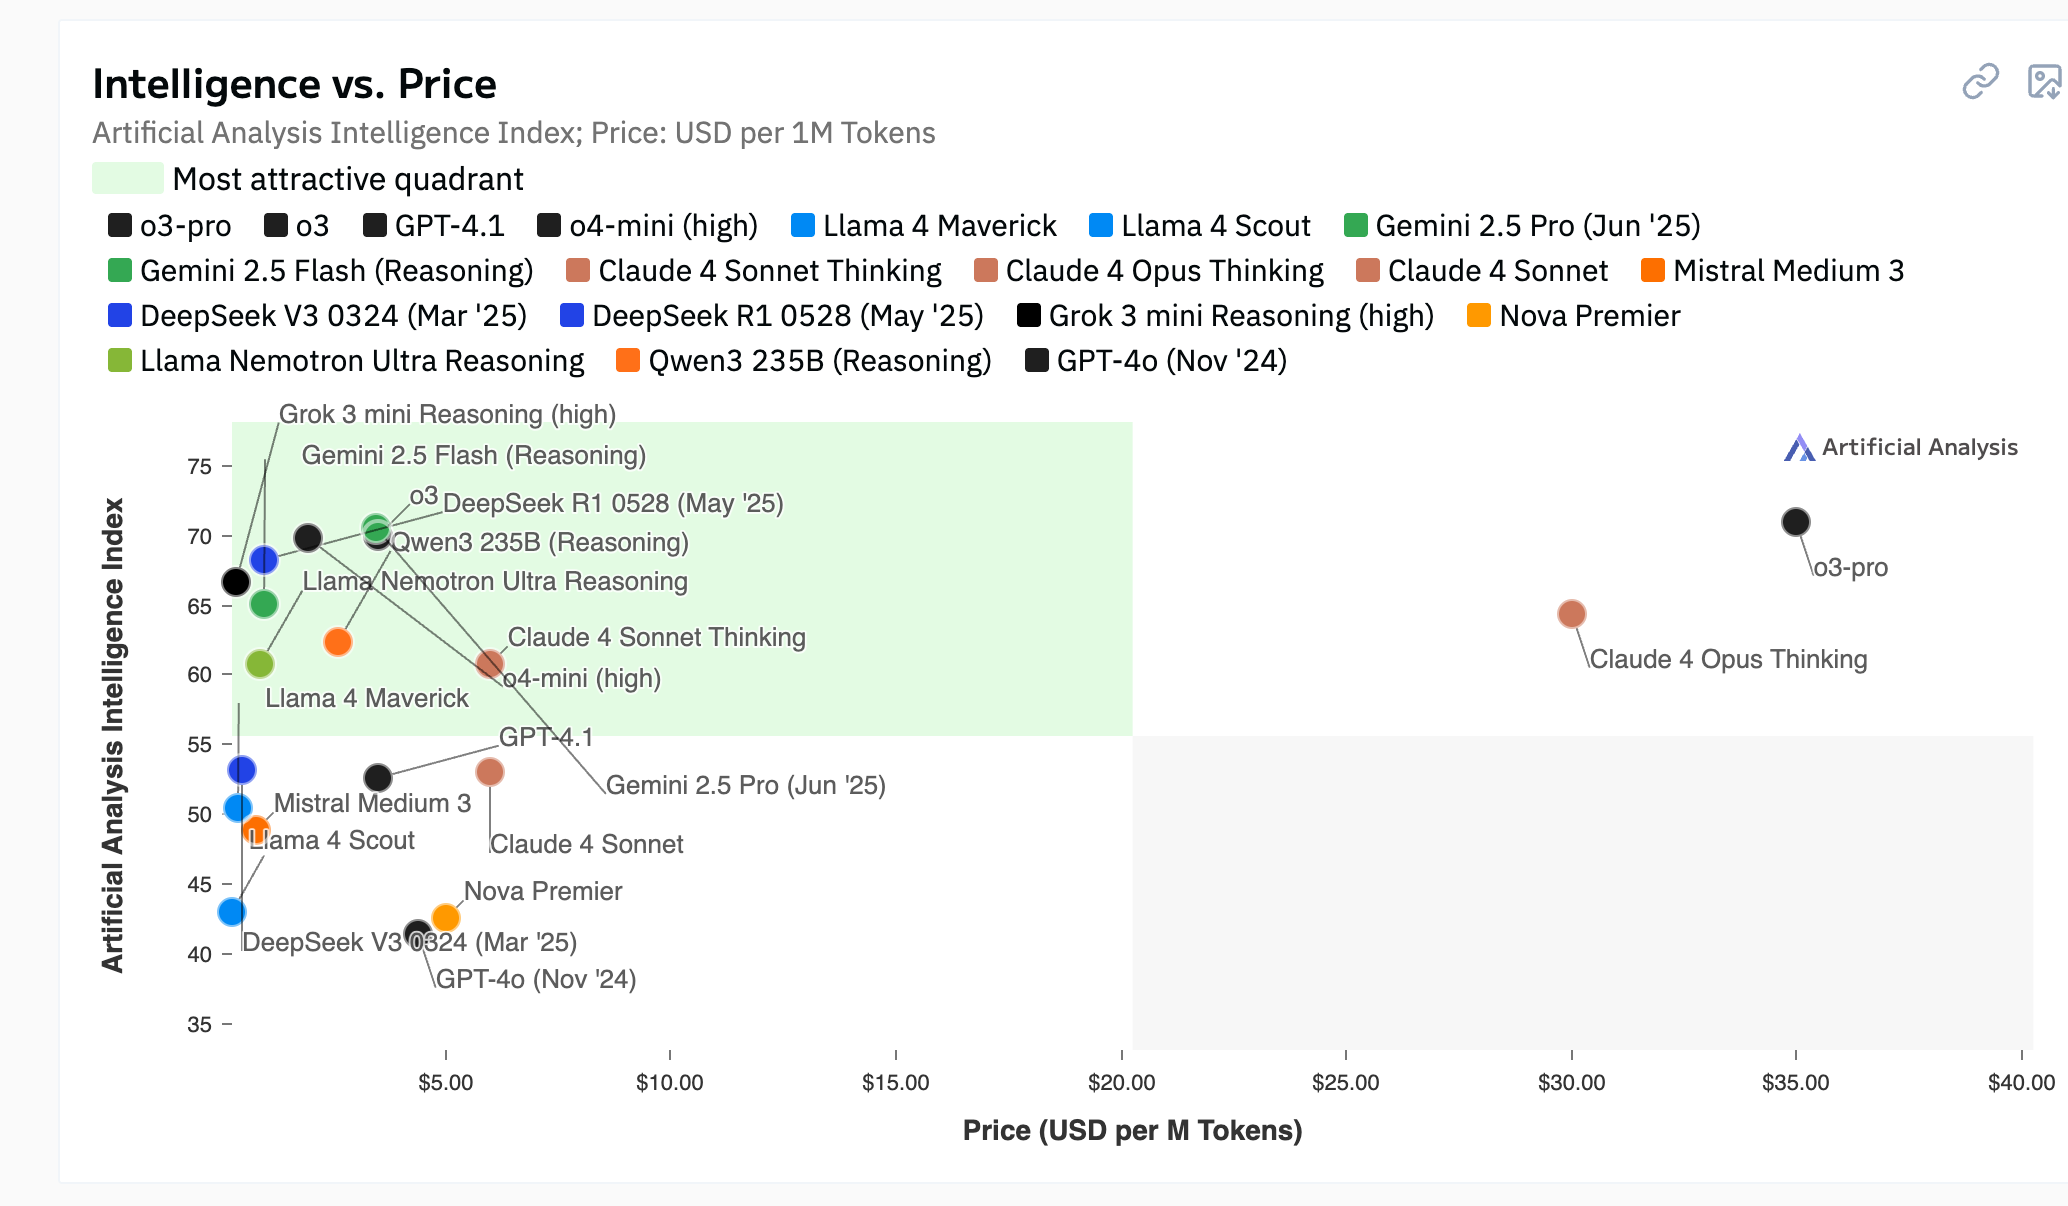 Intelligence vs. Price
Artificial Analysis Intelligence Index; Price: USD per 1M Tokens
Most attractive quadrant
o3-pro o3 GPT-4.1 o4-mini (high) Llama 4 Maverick Llama 4 Scout Gemini 2.5 Pro (Jun '25)
Gemini 2.5 Flash (Reasoning) Claude 4 Sonnet Thinking Claude 4 Opus Thinking Claude 4 Sonnet Mistral Medium 3
DeepSeek V3 0324 (Mar '25) DeepSeek R1 0528 (May '25) Grok 3 mini Reasoning (high) Nova Premier
Llama Nemotron Ultra Reasoning Qwen3 235B (Reasoning) GPT-4o (Nov '24)
Grok 3 mini Reasoning (high)
Artificial Analysis
Gemini 2.5 Flash (Reasoning)
75
o3
DeepSeek R1 0528 (May '25)
70
Qwen3 235B (Reasoning)
o3-pro
Llama Nemotron Ultra Reasoning
65
Claude 4 Sonnet Thinking
Claude 4 Opus Thinking
60
o4-mini (high)
Llama 4 Maverick
GPT-4.1
55
Gemini 2.5 Pro (Jun '25)
Mistral Medium 3
50
Llama 4 Scout
Claude 4 Sonnet
45
Nova Premier
DeepSeek V3 0324 (Mar '25)
40
GPT-4o (Nov '24)
35
Artificial Analysis Intelligence Index
$5.00 $10.00 $15.00 $20.00 $25.00 $30.00 $35.00 $40.00
Price (USD per M Tokens)